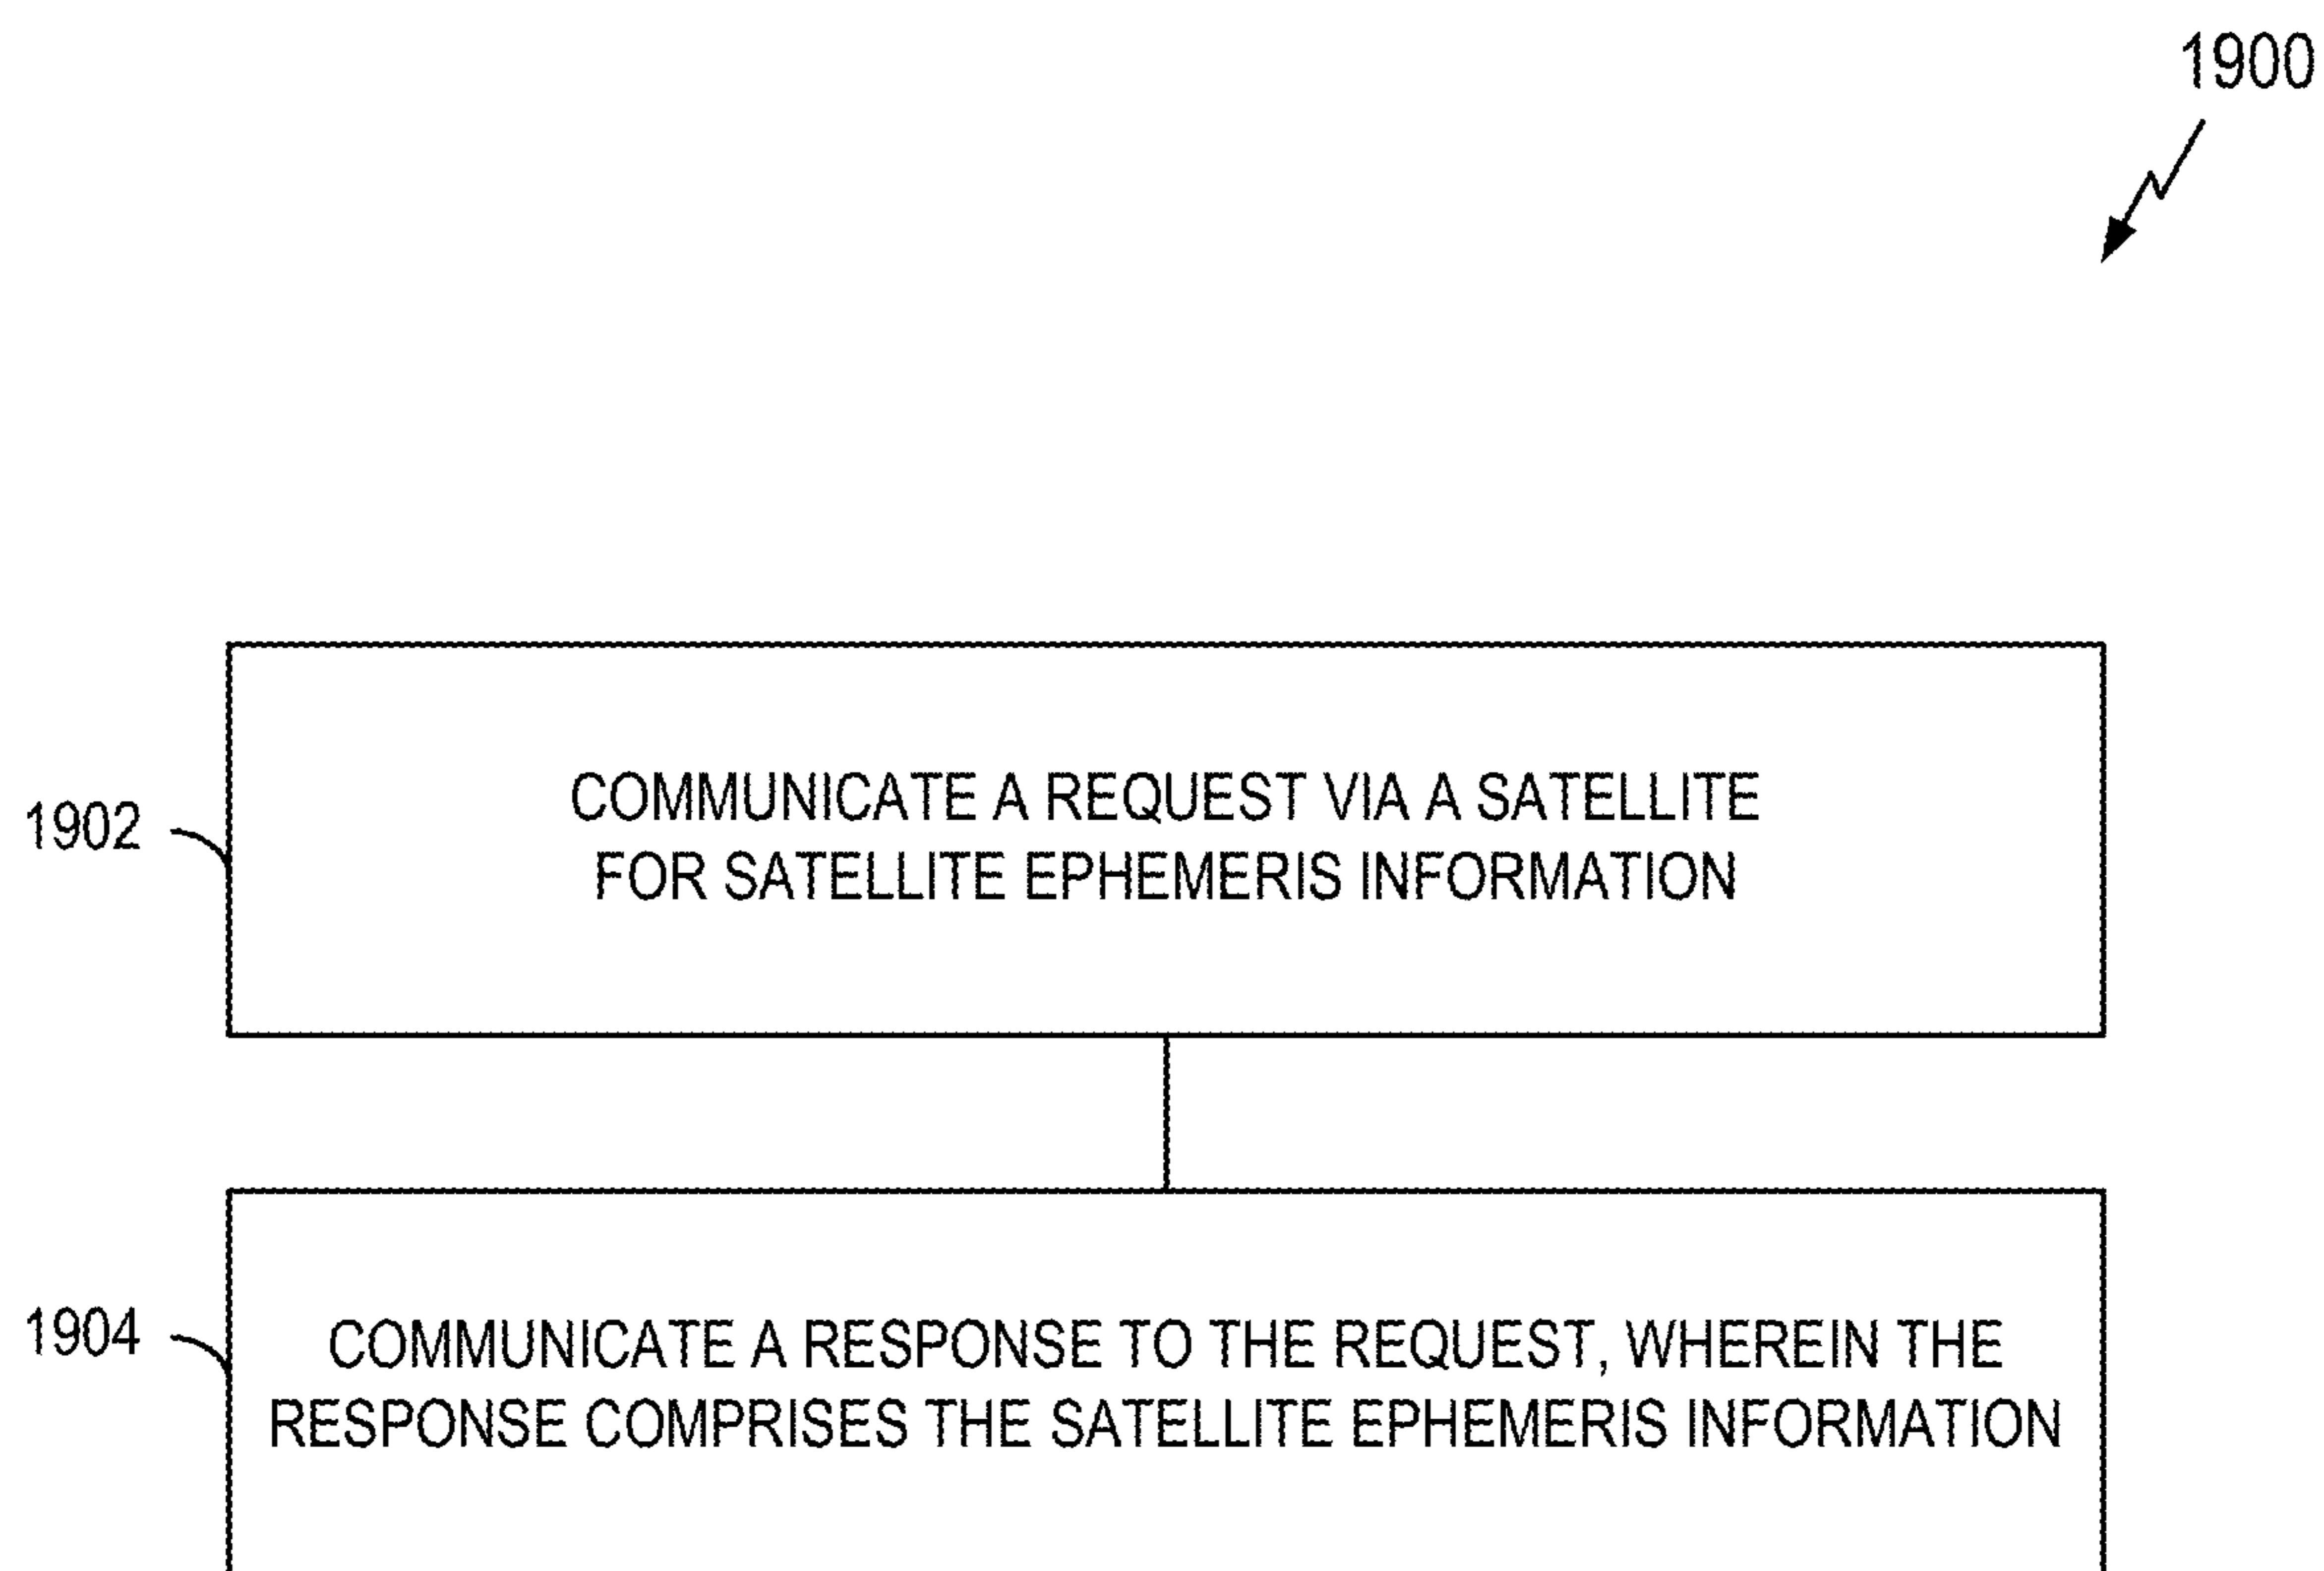 1900
1902
COMMUNICATE A REQUEST VIA A SATELLITE
FOR SATELLITE EPHEMERIS INFORMATION
1904
COMMUNICATE A RESPONSE TO THE REQUEST, WHEREIN THE
RESPONSE COMPRISES THE SATELLITE EPHEMERIS INFORMATION